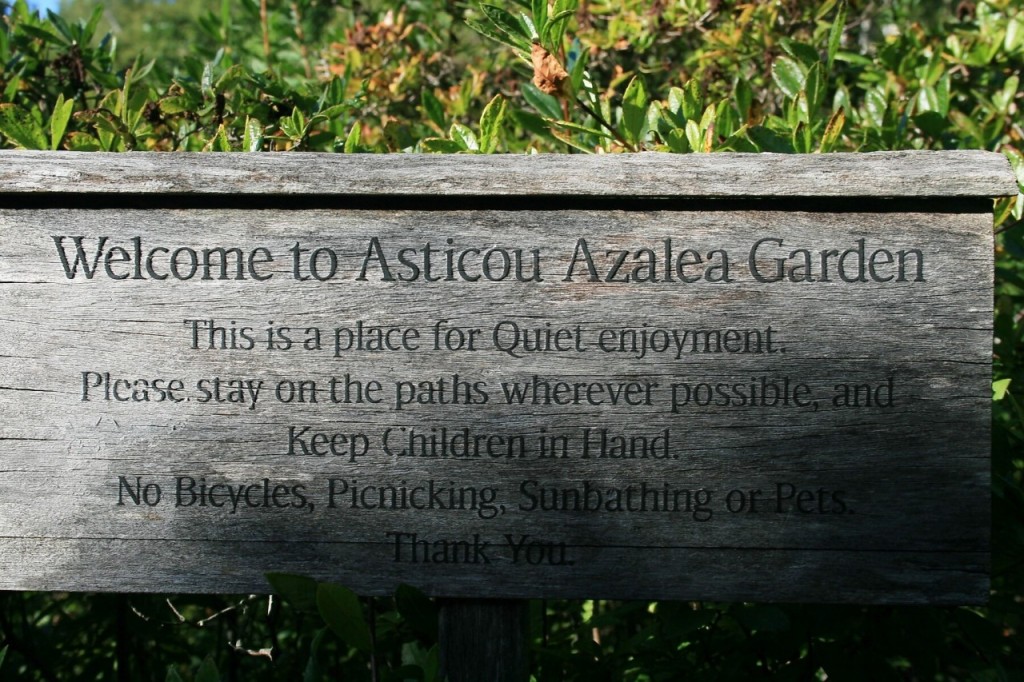 Welcome to Asticou Azalea Garden
This is a place for Quiet enjoyment.
Please stay on the paths wherever possible, and
Keep Children in Hand.
No Bicycles, Picnicking, Sunbathing or Pets.
Thank You.